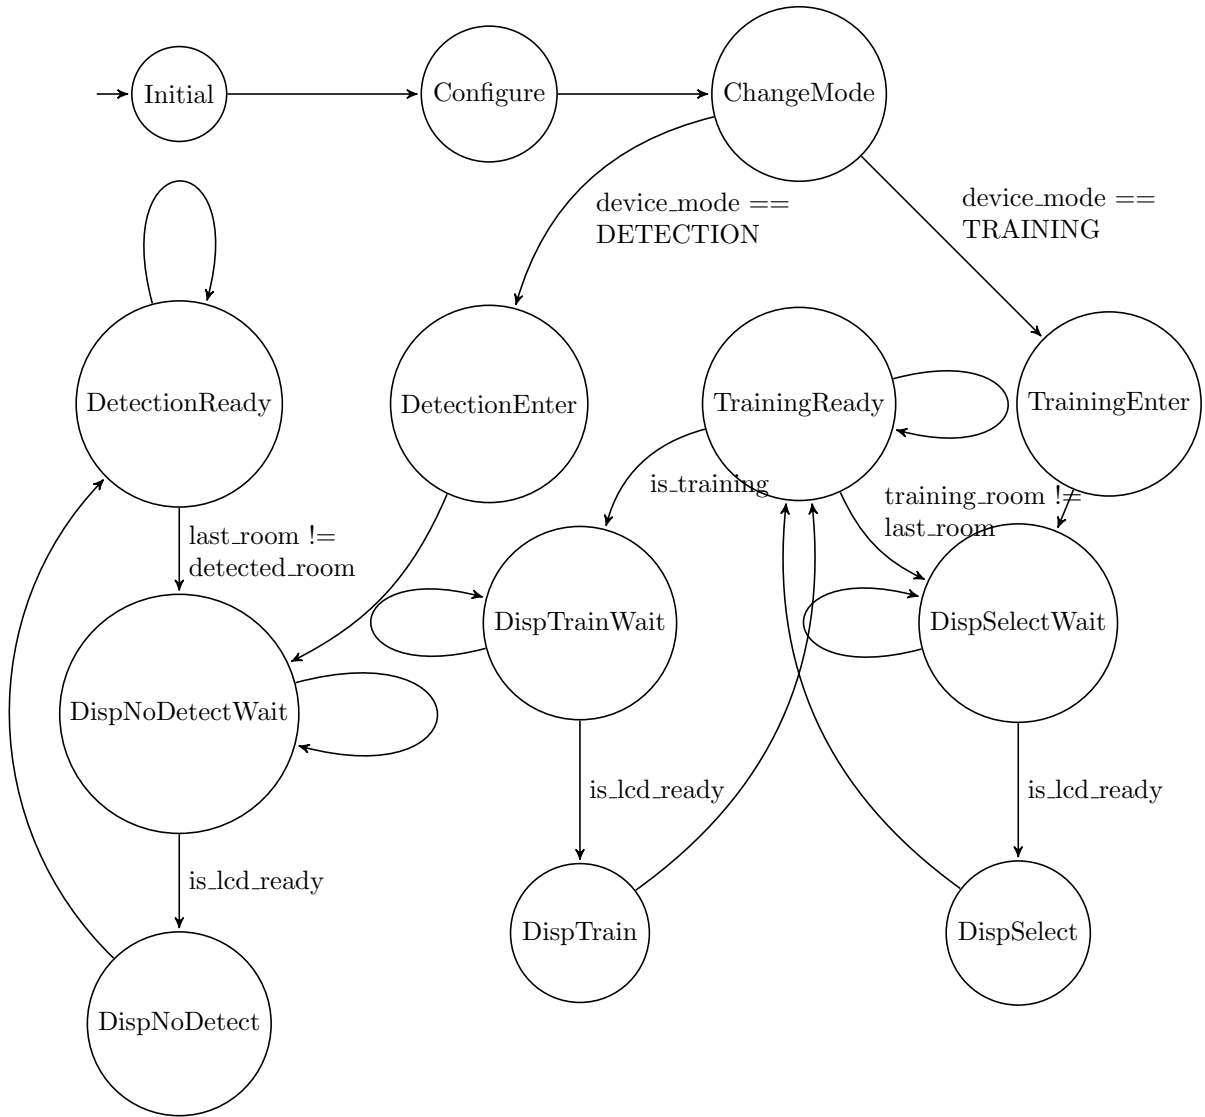 Initial
Configure
ChangeMode
device_mode ==
DETECTION
device_mode ==
TRAINING
DetectionReady
DetectionEnter
TrainingReady
TrainingEnter
is_training
training_room !=
last_room
last_room !=
detected_room
DispTrainWait
DispSelectWait
DispNoDetectWait
is_lcd_ready
is_lcd_ready
is_lcd_ready
DispTrain
DispSelect
DispNoDetect